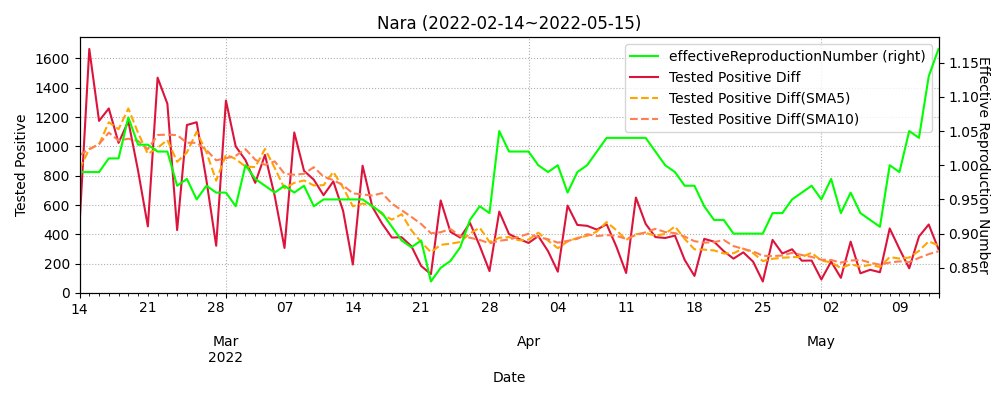 Nara (2022-02-14~2022-05-15)
effectiveReproductionNumber (right)
Tested Positive Diff
Tested Positive Diff(SMA5)
Tested Positive Diff(SMA10)
Tested Positive
1600
1400
1200
1000
800
600
400
200
0
Effective Reproduction Number
1.15
1.10
1.05
1.00
0.95
0.90
0.85
14 21 28 07 14 21 28 04 11 18 25 02 09
Mar Apr May
2022
Date